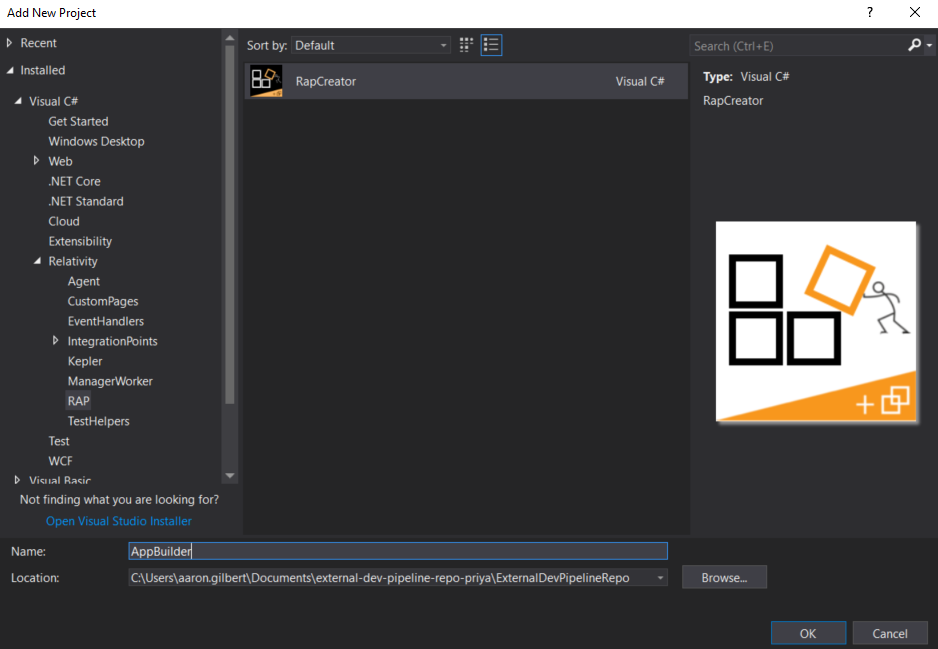 Add New Project
?
Recent
Installed
Visual C#
Get Started
Windows Desktop
Web
.NET Core
.NET Standard
Cloud
Extensibility
Relativity
Agent
CustomPages
EventHandlers
IntegrationPoints
Kepler
ManagerWorker
RAP
TestHelpers
Test
WCF
Visual Basic
Not finding what you are looking for?
Open Visual Studio Installer
Sort by: Default
RapCreator Visual C#
Search (Ctrl+E)
Type: Visual C#
RapCreator
Name: AppBuilder
Location: C:\Users\aaron.gilbert\Documents\external-dev-pipeline-repo-priya\ExternalDevPipelineRepo Browse...
OK Cancel